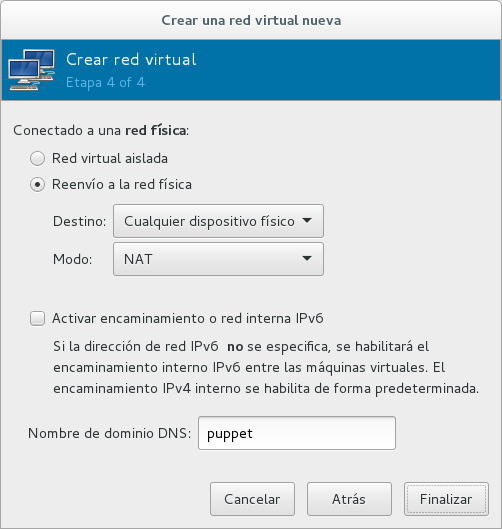 Crear una red virtual nueva
Crear red virtual
Etapa 4 of 4
Conectado a una red física:
Red virtual aislada
Reenvío a la red física
Destino: Cualquier dispositivo físico
Modo: NAT
Activar encaminamiento o red interna IPv6
Si la dirección de red IPv6 no se especifica, se habilitará el
encaminamiento interno IPv6 entre las máquinas virtuales. El
encaminamiento IPv4 interno se habilita de forma predeterminada.
Nombre de dominio DNS: puppet
Cancelar Atrás Finalizar